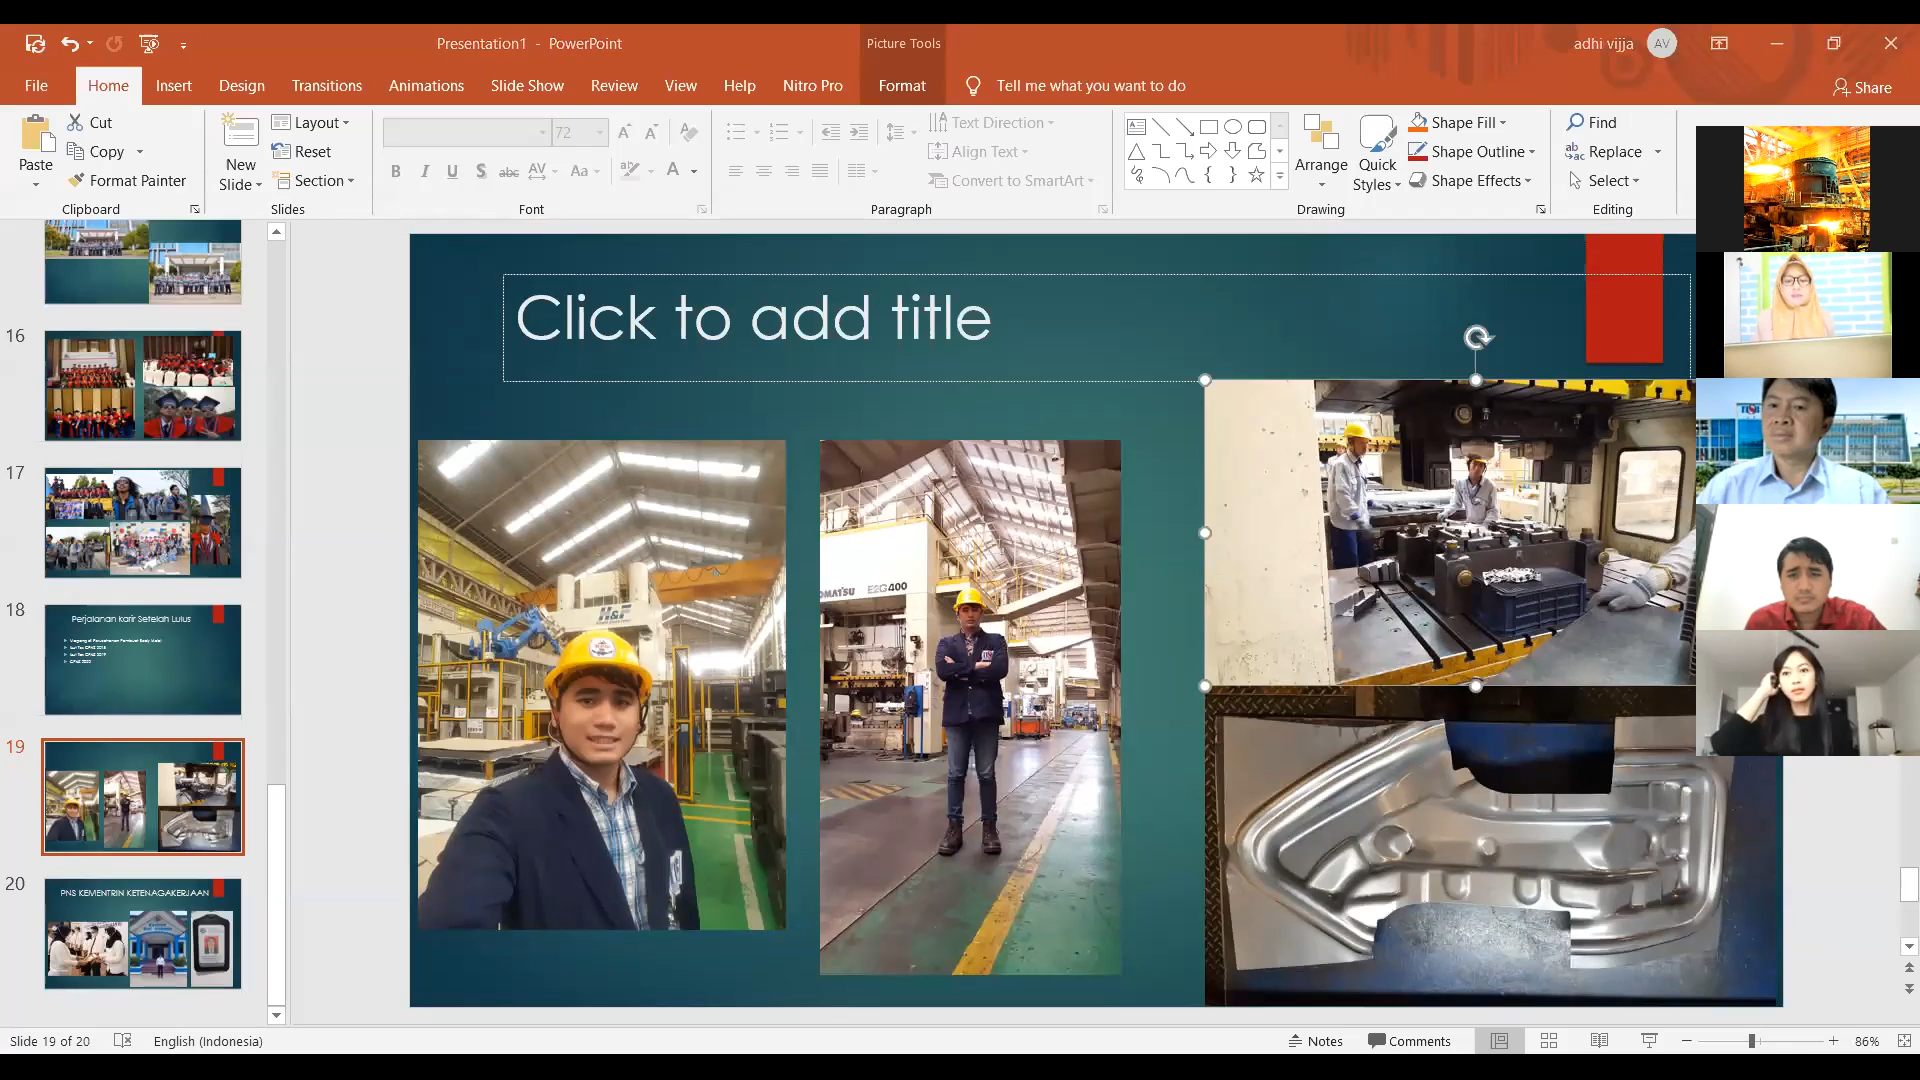 Presentation1 - PowerPoint
Picture Tools
adhi vijja
AV
File
Home
Insert
Design
Transitions
Animations
Slide Show
Review
View
Help
Nitro Pro
Format
Tell me what you want to do
Share
Paste
Cut
Copy
Format Painter
Clipboard
New
Slide
Layout
Reset
Section
Slides
72
B I U S abc AV Aa A
Font
Text Direction
Align Text
Convert to SmartArt
Paragraph
Arrange
Quick
Styles
Shape Fill
Shape Outline
Shape Effects
Drawing
Find
Replace
Select
Editing
16
17
18
Perjalanan Karir Setelah Lulus
19
20
PNS KEMENTRIN KETENAGAKERJAAN
Click to add title
H&F
OMATSU E2G400
Slide 19 of 20
English (Indonesia)
Notes
Comments
86%